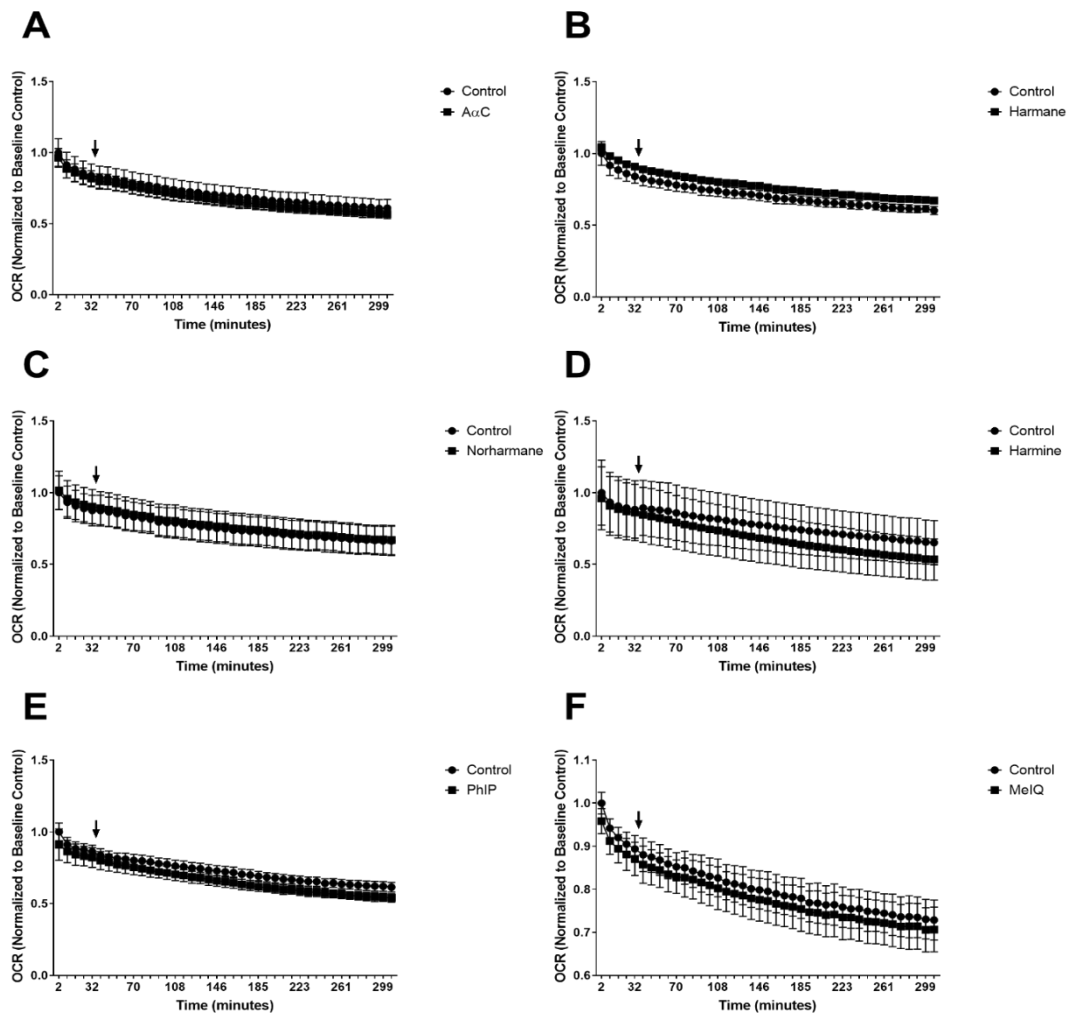 A
OCR (Normalized to Baseline Control)
1.5
1.0
0.5
0.0
2 32 70 108 146 185 223 261 299
Time (minutes)
Control
AαC
B
OCR (Normalized to Baseline Control)
1.5
1.0
0.5
0.0
2 32 70 108 146 185 223 261 299
Time (minutes)
Control
Harmane
C
OCR (Normalized to Baseline Control)
1.5
1.0
0.5
0.0
2 32 70 108 146 185 223 261 299
Time (minutes)
Control
Norharmane
D
OCR (Normalized to Baseline Control)
1.5
1.0
0.5
0.0
2 32 70 108 146 185 223 261 299
Time (minutes)
Control
Harmine
E
OCR (Normalized to Baseline Control)
1.5
1.0
0.5
0.0
2 32 70 108 146 185 223 261 299
Time (minutes)
Control
PhIP
F
OCR (Normalized to Baseline Control)
1.1
1.0
0.9
0.8
0.7
0.6
2 32 70 108 146 185 223 261 299
Time (minutes)
Control
MeIQ